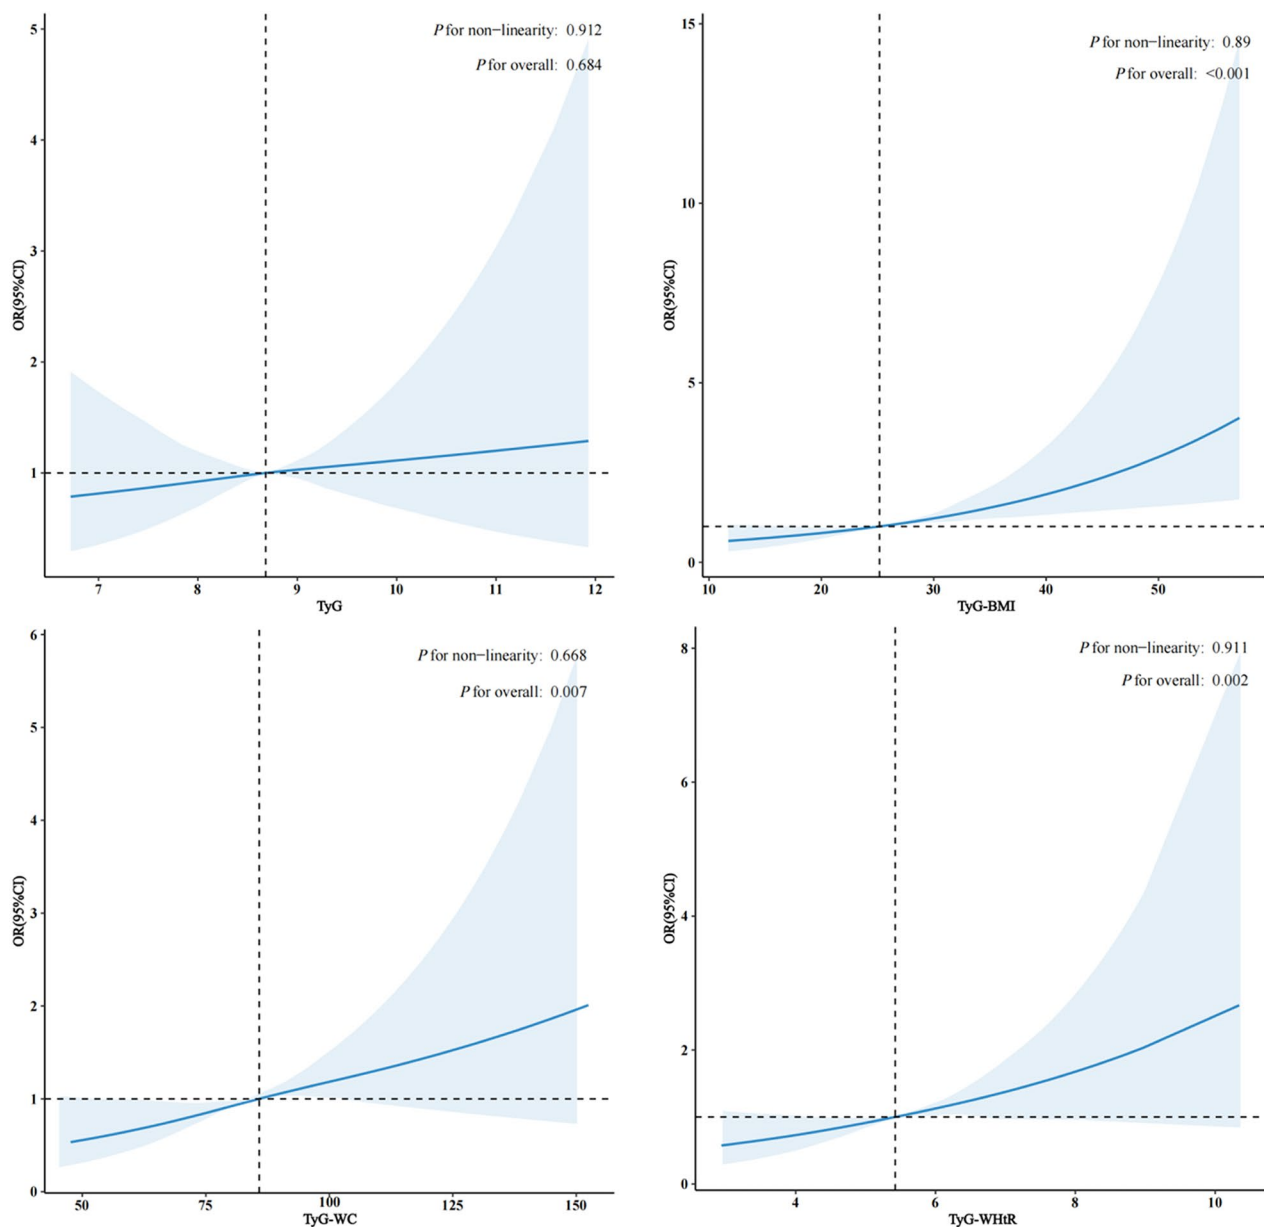 P for non−linearity: 0.912
P for overall: 0.684
OR(95%CI)
5
4
3
2
1
7 8 9 10 11 12
TyG
P for non−linearity: 0.89
P for overall: <0.001
OR(95%CI)
15
10
5
0
10 20 30 40 50
TyG-BMI
P for non−linearity: 0.668
P for overall: 0.007
OR(95%CI)
6
5
4
3
2
1
0
50 75 100 125 150
TyG-WC
P for non−linearity: 0.911
P for overall: 0.002
OR(95%CI)
8
6
4
2
0
4 6 8 10
TyG-WHtR